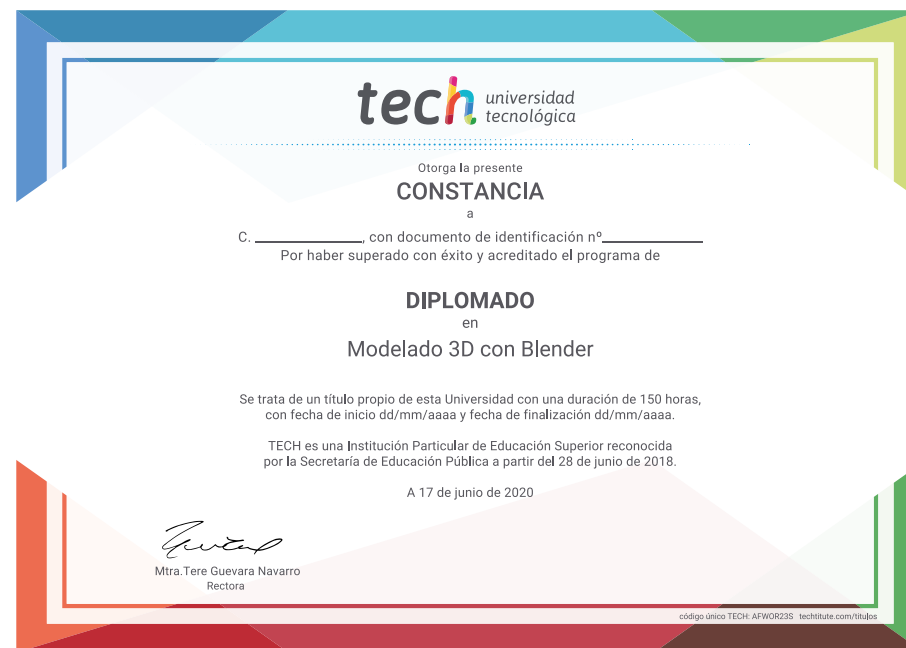 tech universidad
tecnológica
Otorga la presente
CONSTANCIA
a
C. ____________, con documento de identificación nº____________
Por haber superado con éxito y acreditado el programa de
DIPLOMADO
en
Modelado 3D con Blender
Se trata de un título propio de esta Universidad con una duración de 150 horas,
con fecha de inicio dd/mm/aaaa y fecha de finalización dd/mm/aaaa.
TECH es una Institución Particular de Educación Superior reconocida
por la Secretaría de Educación Pública a partir del 28 de junio de 2018.
A 17 de junio de 2020
Mtra.Tere Guevara Navarro
Rectora
código único TECH: AFWOR23S techtitute.com/titulos